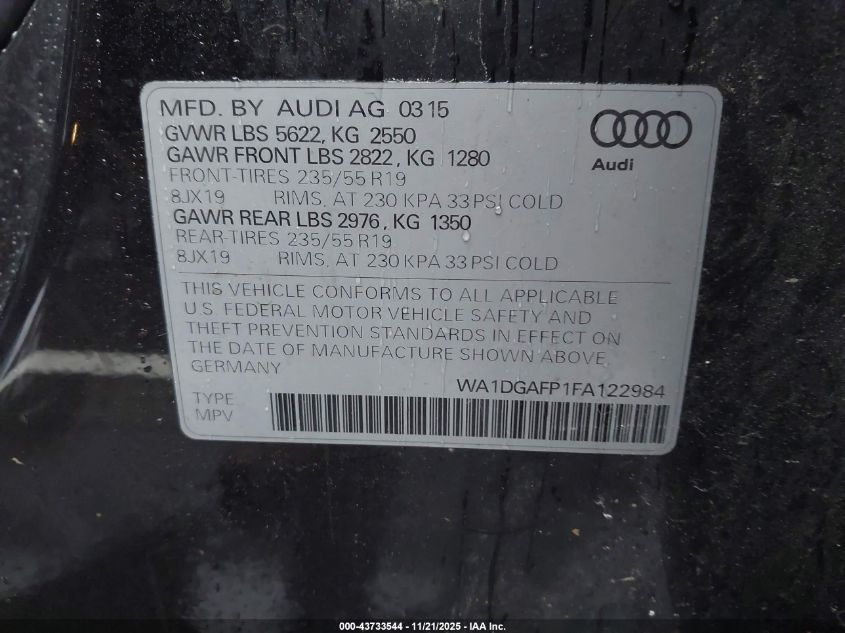 MFD. BY AUDI AG 0315
GVWR LBS 5622, KG 2550
GAWR FRONT LBS 2822, KG 1280
FRONT-TIRES 235/55 R19
8JX19 RIMS, AT 230 KPA 33 PSI COLD
GAWR REAR LBS 2976, KG 1350
REAR-TIRES 235/55 R19
8JX19 RIMS, AT 230 KPA 33 PSI COLD
Audi
THIS VEHICLE CONFORMS TO ALL APPLICABLE
U.S. FEDERAL MOTOR VEHICLE SAFETY AND
THEFT PREVENTION STANDARDS IN EFFECT ON
THE DATE OF MANUFACTURE SHOWN ABOVE,
GERMANY
WA1DGAFP1FA122984
TYPE
MPV
000-43733544 - 11/21/2025 - IAA Inc.